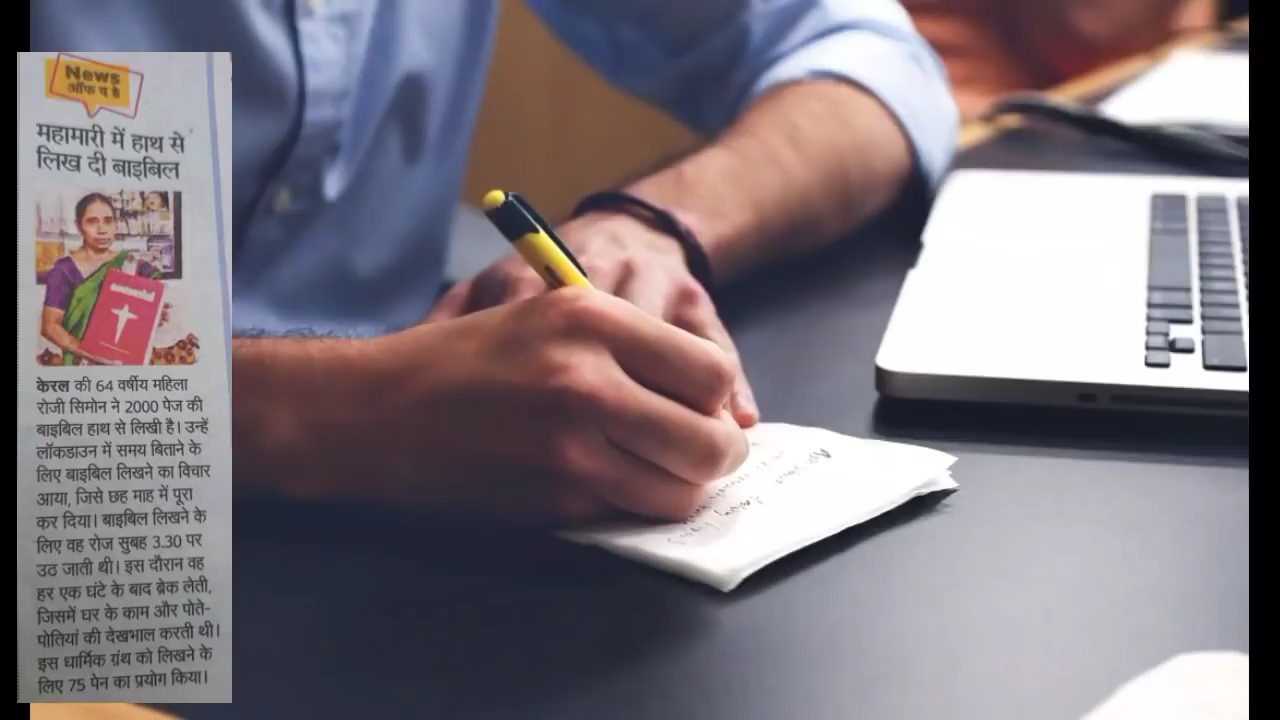 News
ऑफ द है
महामारी में हाथ से
लिख दी बाइबिल
केरल की 64 वर्षीय महिला
रोजी सिमोन ने 2000 पेज की
बाइबिल हाथ से लिखी है। उन्हें
लॉकडाउन में समय बिताने के
लिए बाइबिल लिखने का विचार
आया, जिसे छह माह में पूरा
कर दिया। बाइबिल लिखने के
लिए वह रोज सुबह 3.30 पर
उठ जाती थी। इस दौरान वह
हर एक घंटे के बाद ब्रेक लेती,
जिसमें घर के काम और पोते-
पोतियां की देखभाल करती थी।
इस धार्मिक ग्रंथ को लिखने के
लिए 75 पेन का प्रयोग किया।